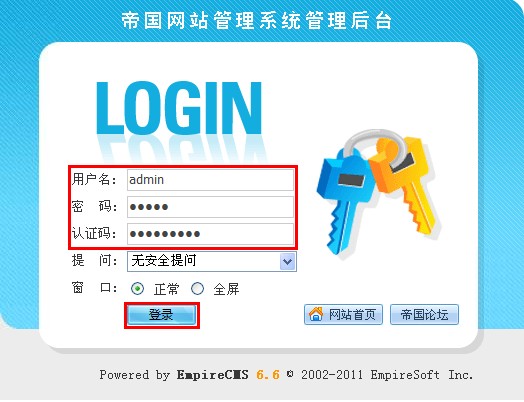 帝国网站管理系统管理后台
LOGIN
用户名： admin
密　码： ●●●●●
认证码： ●●●●●●●●●
提　问： 无安全提问
窗　口： 正常 全屏
登录 网站首页 帝国论坛
Powered by EmpireCMS 6.6 © 2002-2011 EmpireSoft Inc.